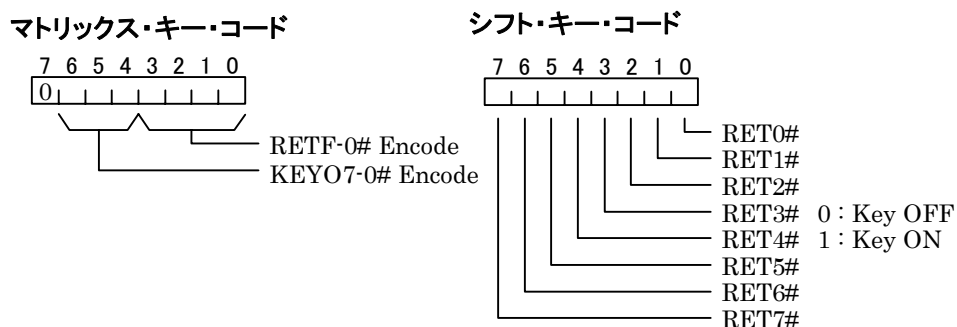 マトリックス・キー・コード
7 6 5 4 3 2 1 0
0
RETF-0# Encode
KEYO7-0# Encode
シフト・キー・コード
7 6 5 4 3 2 1 0
RET0#
RET1#
RET2#
RET3# 0：Key OFF
RET4# 1：Key ON
RET5#
RET6#
RET7#